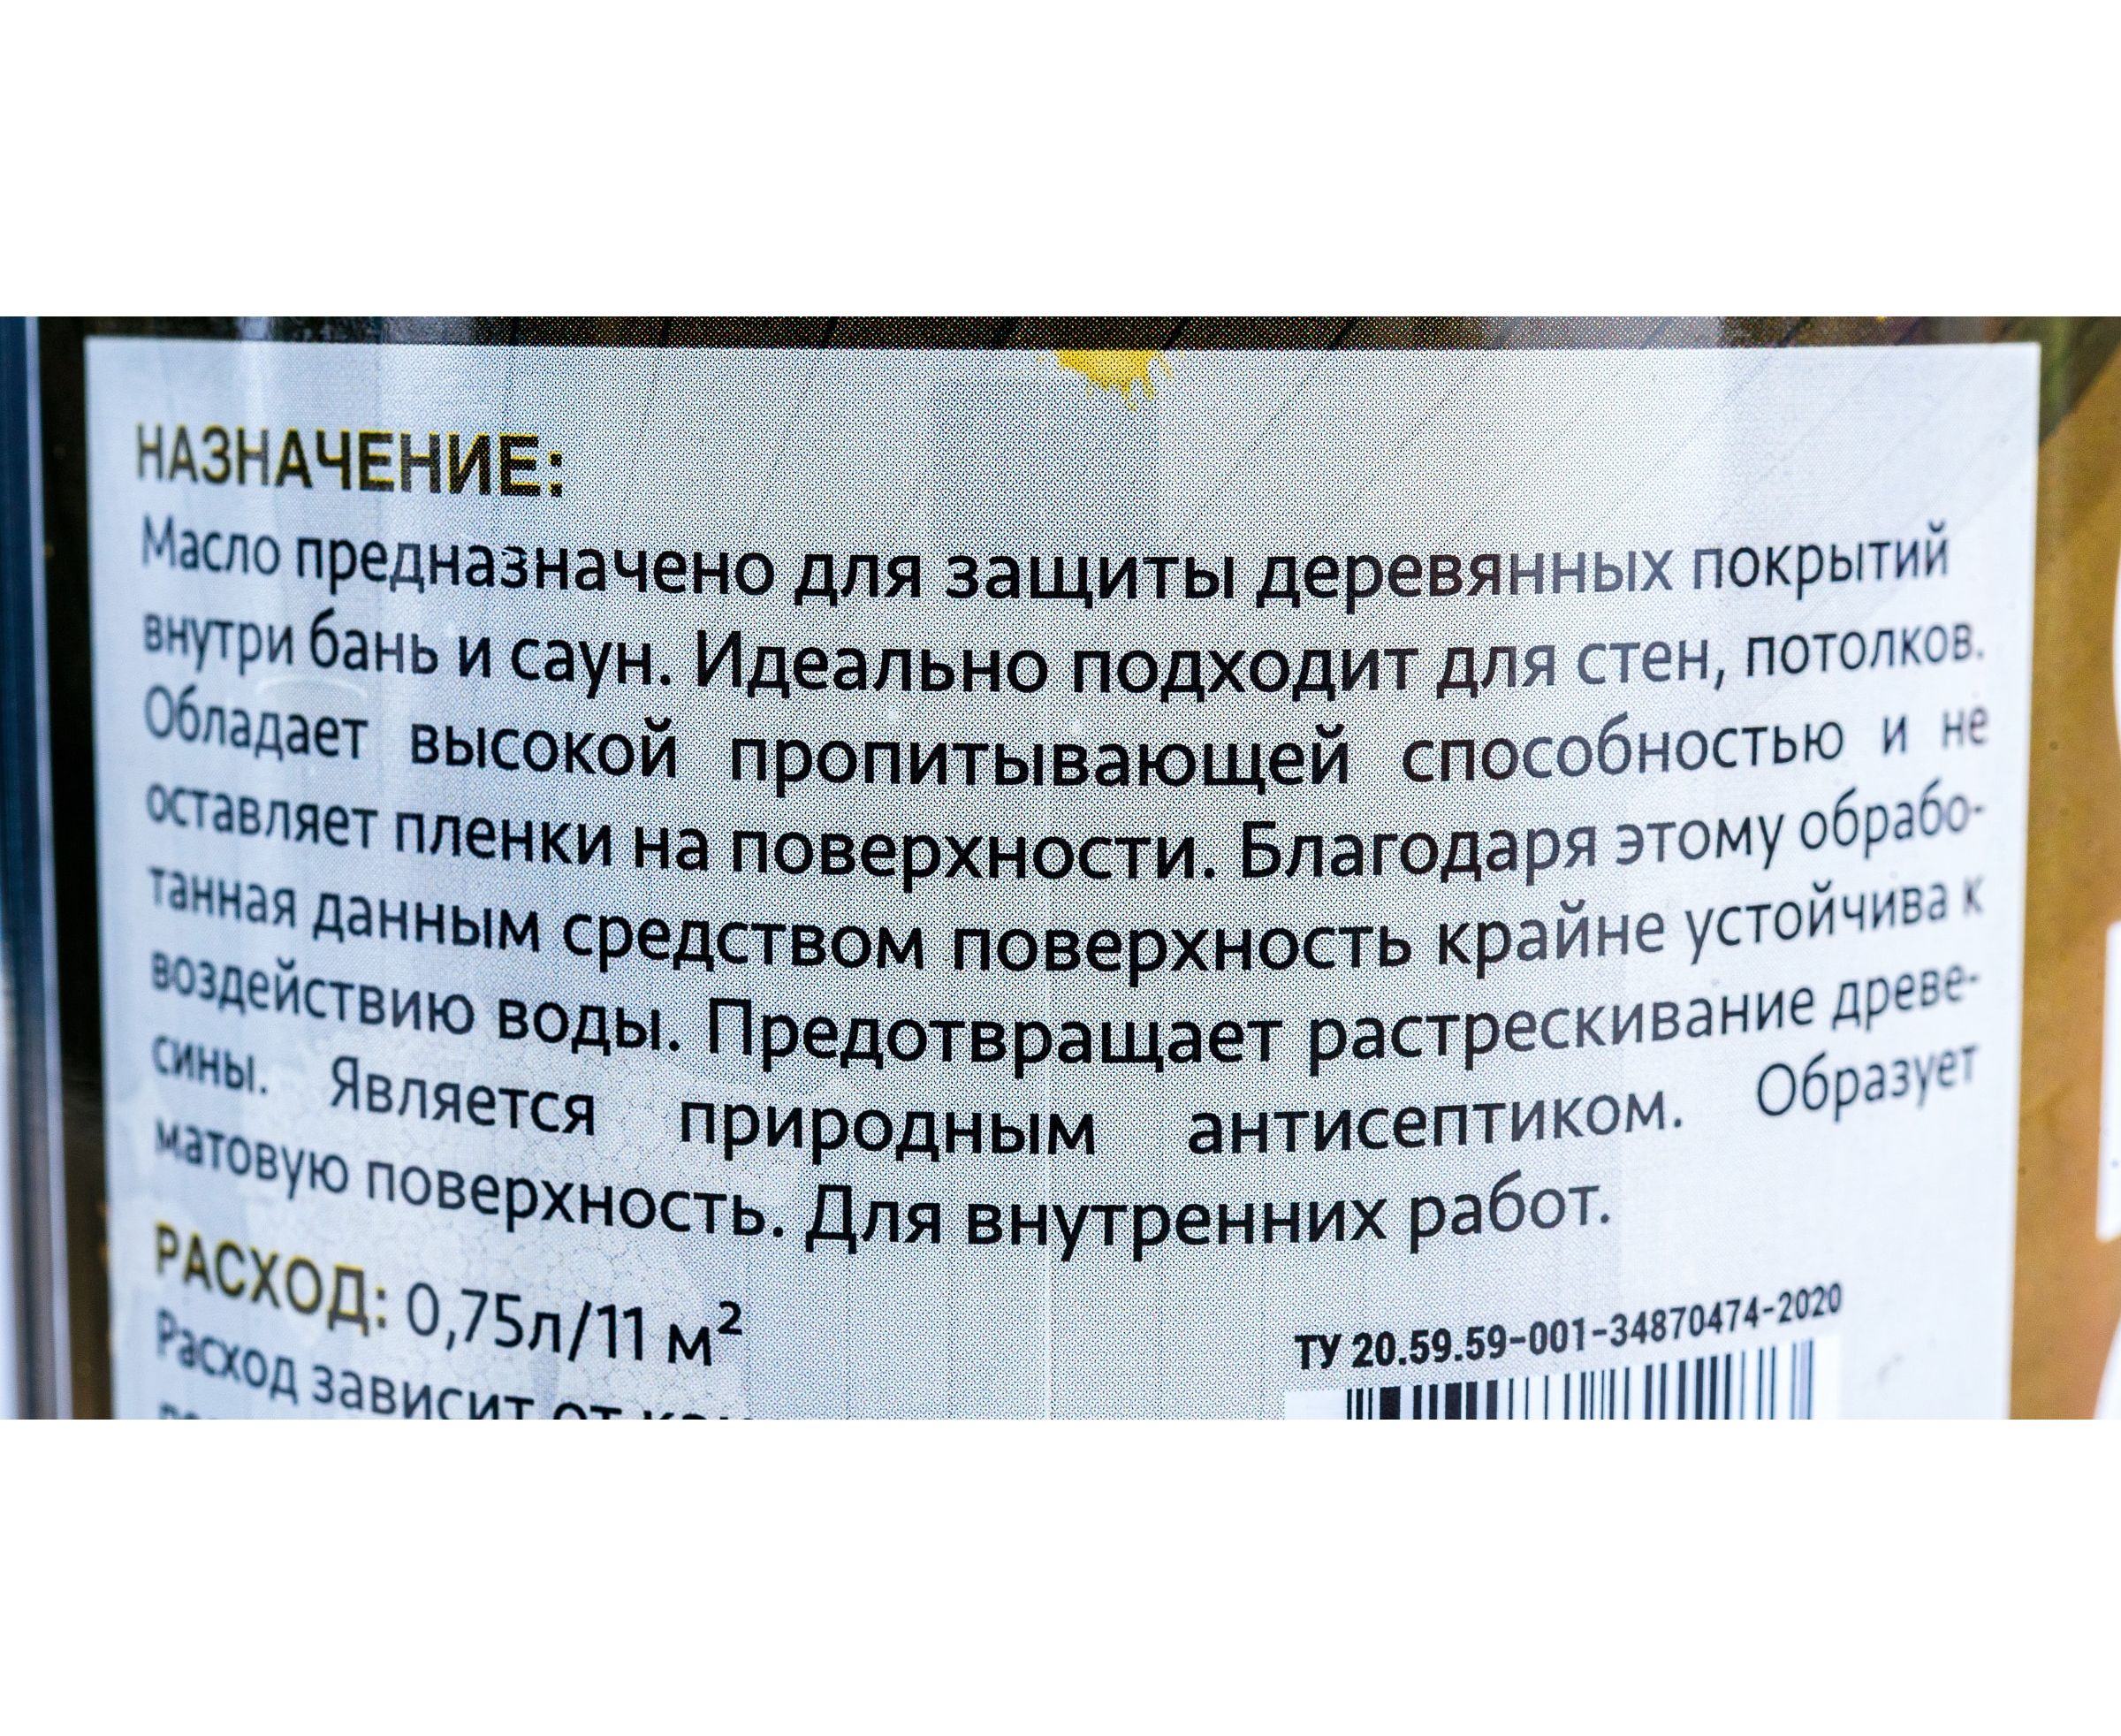 НАЗНАЧЕНИЕ:
Масло предназначено для защиты деревянных покрытий
внутри бань и саун. Идеально подходит для стен, потолков.
Обладает высокой пропитывающей способностью и не
оставляет пленки на поверхности. Благодаря этому обрабо-
танная данным средством поверхность крайне устойчива к
воздействию воды. Предотвращает растрескивание древе-
сины. Является природным антисептиком. Образует
матовую поверхность. Для внутренних работ.
РАСХОД: 0,75л/11 м²
ТУ 20.59.59-001-34870474-2020
Расход зависит от